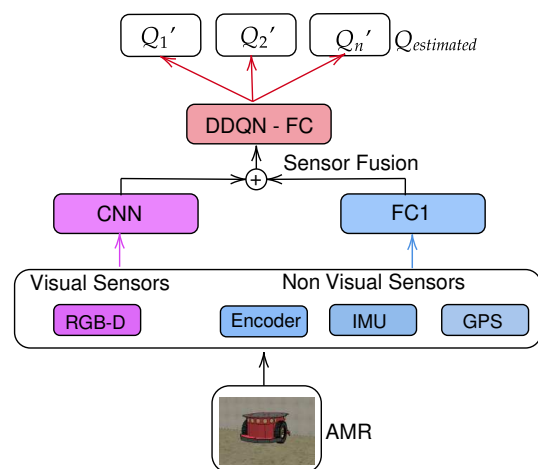 Q₁′ Q₂′ Qₙ′ Q_estimated
DDQN - FC
Sensor Fusion
+
CNN FC1
Visual Sensors Non Visual Sensors
RGB-D Encoder IMU GPS
AMR